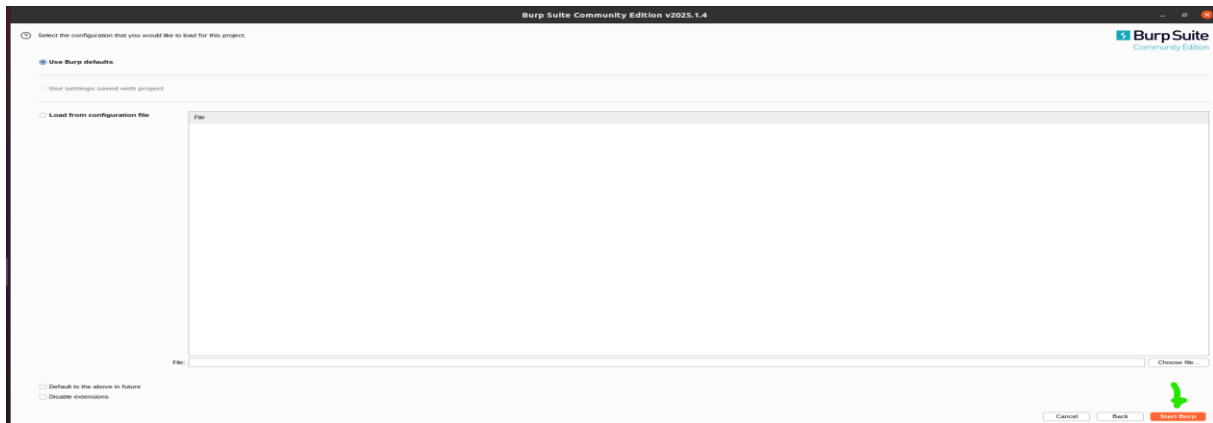 Burp Suite Community Edition v2025.1.4
Select the configuration that you would like to load for this project.
Burp Suite
Community Edition
Use Burp defaults
Use settings saved with project
Load from configuration file
File
File:
Choose file...
Default to the above in future
Disable extensions
Cancel
Back
Start Burp